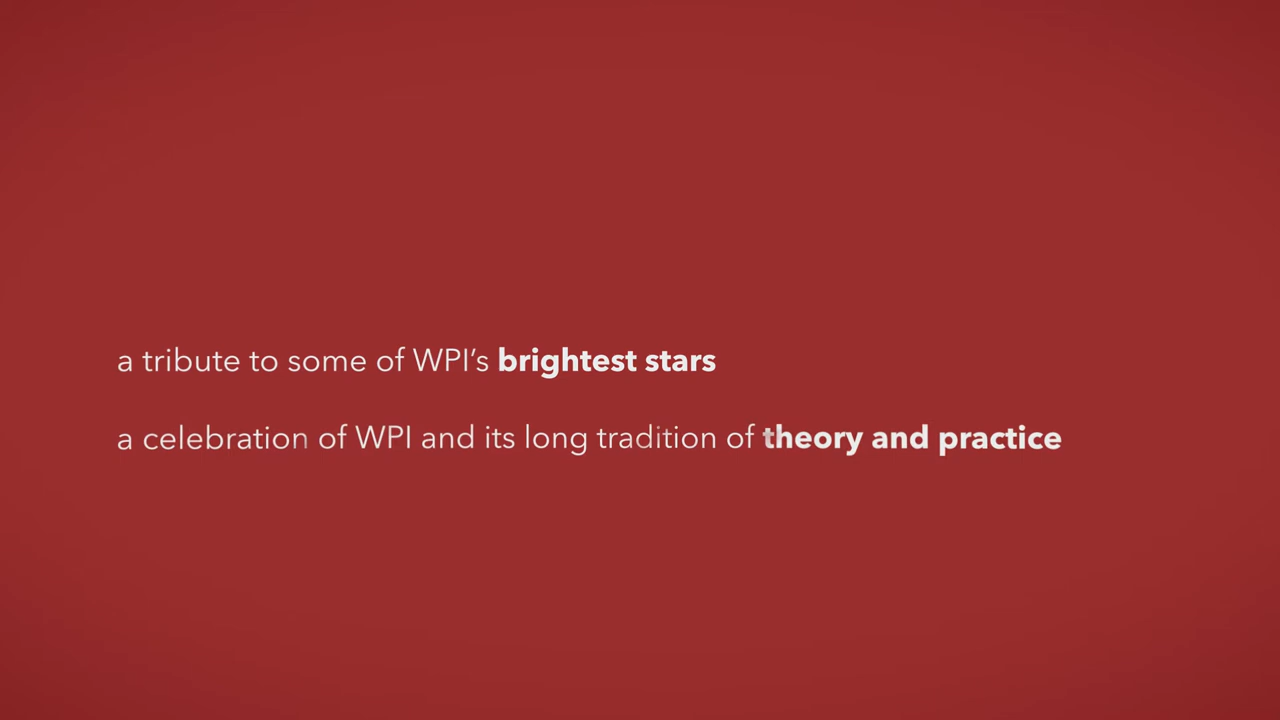 a tribute to some of WPI’s brightest stars
a celebration of WPI and its long tradition of theory and practice